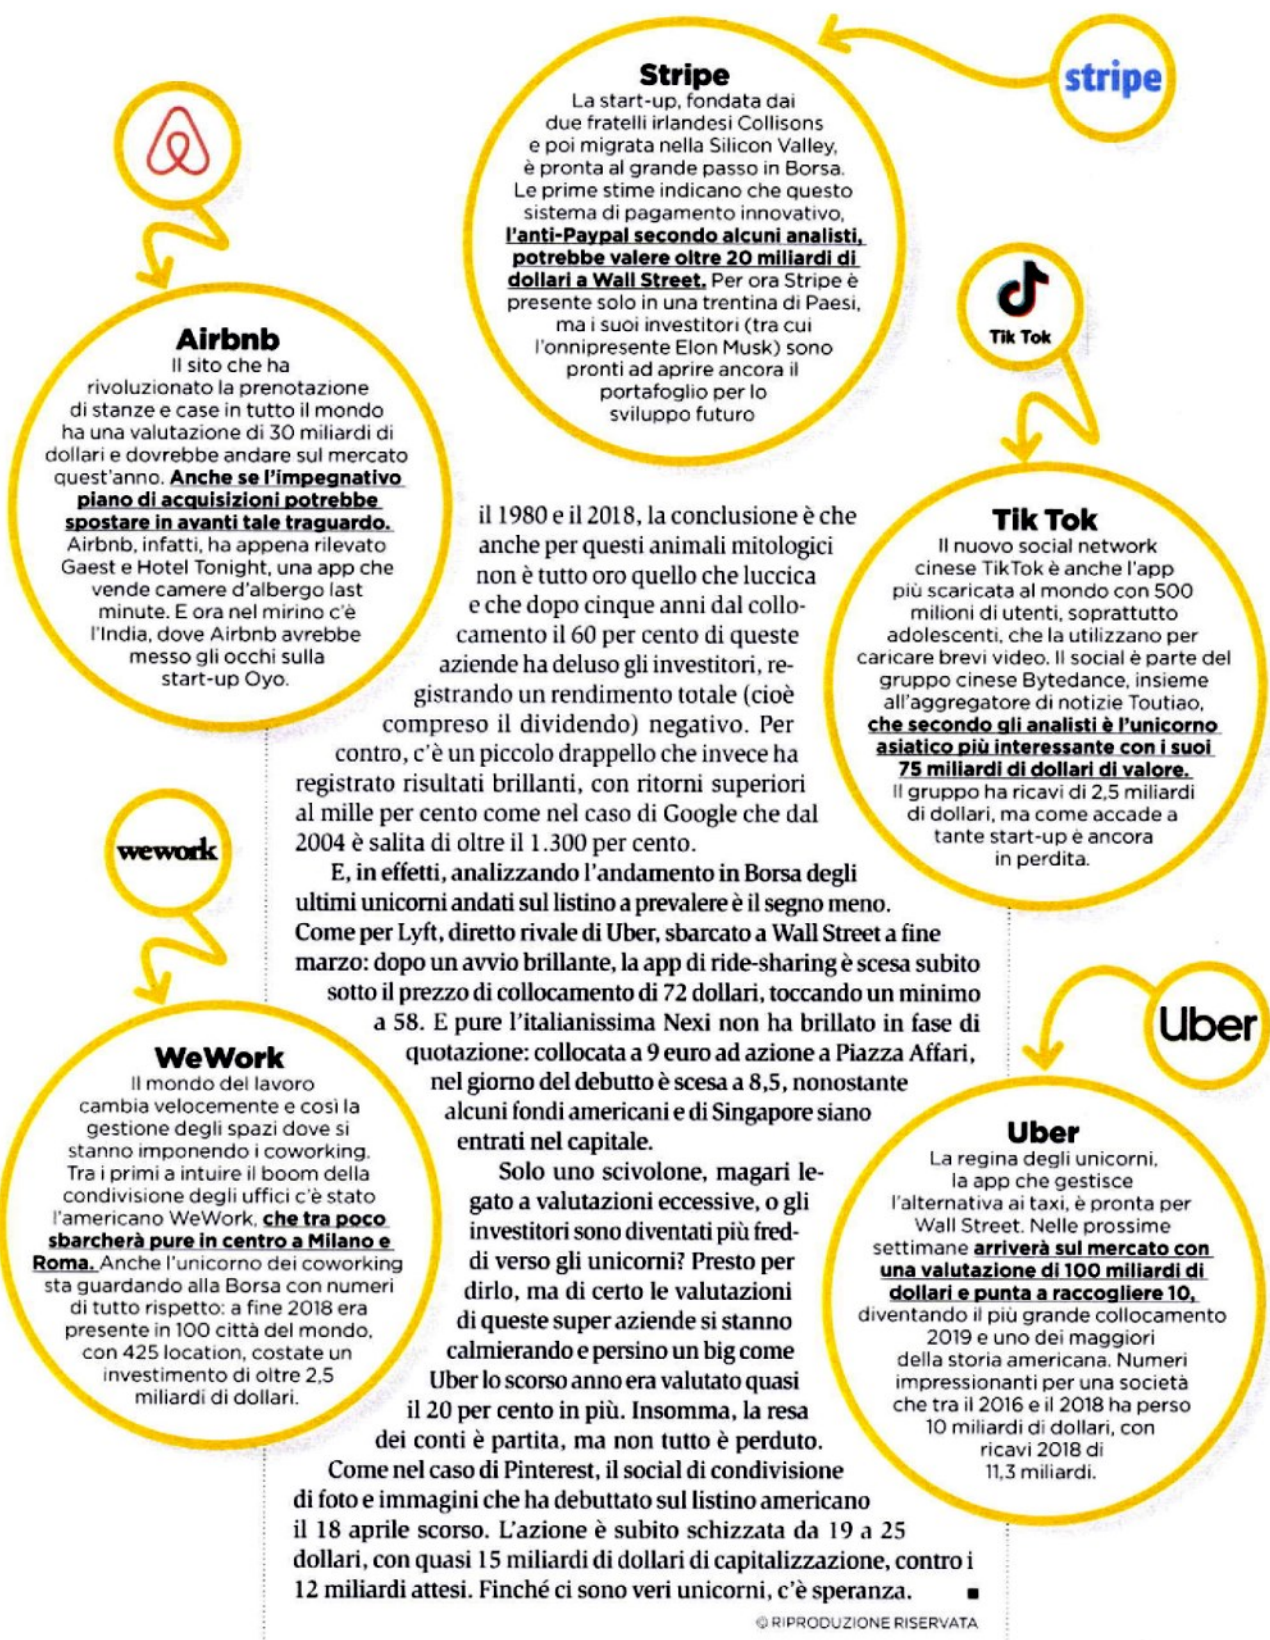 stripe
Stripe
La start-up, fondata dai
due fratelli irlandesi Collisons
e poi migrata nella Silicon Valley,
è pronta al grande passo in Borsa.
Le prime stime indicano che questo
sistema di pagamento innovativo,
l'anti-Paypal secondo alcuni analisti,
potrebbe valere oltre 20 miliardi di
dollari a Wall Street. Per ora Stripe è
presente solo in una trentina di Paesi,
ma i suoi investitori (tra cui
l'onnipresente Elon Musk) sono
pronti ad aprire ancora il
portafoglio per lo
sviluppo futuro
Airbnb
Il sito che ha
rivoluzionato la prenotazione
di stanze e case in tutto il mondo
ha una valutazione di 30 miliardi di
dollari e dovrebbe andare sul mercato
quest'anno. Anche se l'impegnativo
piano di acquisizioni potrebbe
spostare in avanti tale traguardo.
Airbnb, infatti, ha appena rilevato
Gaest e Hotel Tonight, una app che
vende camere d'albergo last
minute. E ora nel mirino c'è
l'India, dove Airbnb avrebbe
messo gli occhi sulla
start-up Oyo.
Tik Tok
Tik Tok
Il nuovo social network
cinese TikTok è anche l'app
più scaricata al mondo con 500
milioni di utenti, soprattutto
adolescenti, che la utilizzano per
caricare brevi video. Il social è parte del
gruppo cinese Bytedance, insieme
all'aggregatore di notizie Toutiao,
che secondo gli analisti è l'unicorno
asiatico più interessante con i suoi
75 miliardi di dollari di valore.
Il gruppo ha ricavi di 2,5 miliardi
di dollari, ma come accade a
tante start-up è ancora
in perdita.
wework
WeWork
Il mondo del lavoro
cambia velocemente e così la
gestione degli spazi dove si
stanno imponendo i coworking.
Tra i primi a intuire il boom della
condivisione degli uffici c'è stato
l'americano WeWork, che tra poco
sbarcherà pure in centro a Milano e
Roma. Anche l'unicorno dei coworking
sta guardando alla Borsa con numeri
di tutto rispetto: a fine 2018 era
presente in 100 città del mondo,
con 425 location, costate un
investimento di oltre 2,5
miliardi di dollari.
Uber
Uber
La regina degli unicorni,
la app che gestisce
l'alternativa ai taxi, è pronta per
Wall Street. Nelle prossime
settimane arriverà sul mercato con
una valutazione di 100 miliardi di
dollari e punta a raccogliere 10,
diventando il più grande collocamento
2019 e uno dei maggiori
della storia americana. Numeri
impressionanti per una società
che tra il 2016 e il 2018 ha perso
10 miliardi di dollari, con
ricavi 2018 di
11,3 miliardi.
il 1980 e il 2018, la conclusione è che
anche per questi animali mitologici
non è tutto oro quello che luccica
e che dopo cinque anni dal collo-
camento il 60 per cento di queste
aziende ha deluso gli investitori, re-
gistrando un rendimento totale (cioè
compreso il dividendo) negativo. Per
contro, c'è un piccolo drappello che invece ha
registrato risultati brillanti, con ritorni superiori
al mille per cento come nel caso di Google che dal
2004 è salita di oltre il 1.300 per cento.
E, in effetti, analizzando l'andamento in Borsa degli
ultimi unicorni andati sul listino a prevalere è il segno meno.
Come per Lyft, diretto rivale di Uber, sbarcato a Wall Street a fine
marzo: dopo un avvio brillante, la app di ride-sharing è scesa subito
sotto il prezzo di collocamento di 72 dollari, toccando un minimo
a 58. E pure l'italianissima Nexi non ha brillato in fase di
quotazione: collocata a 9 euro ad azione a Piazza Affari,
nel giorno del debutto è scesa a 8,5, nonostante
alcuni fondi americani e di Singapore siano
entrati nel capitale.
Solo uno scivolone, magari le-
gato a valutazioni eccessive, o gli
investitori sono diventati più fred-
di verso gli unicorni? Presto per
dirlo, ma di certo le valutazioni
di queste super aziende si stanno
calmierando e persino un big come
Uber lo scorso anno era valutato quasi
il 20 per cento in più. Insomma, la resa
dei conti è partita, ma non tutto è perduto.
Come nel caso di Pinterest, il social di condivisione
di foto e immagini che ha debuttato sul listino americano
il 18 aprile scorso. L'azione è subito schizzata da 19 a 25
dollari, con quasi 15 miliardi di dollari di capitalizzazione, contro i
12 miliardi attesi. Finché ci sono veri unicorni, c'è speranza. ■
© RIPRODUZIONE RISERVATA